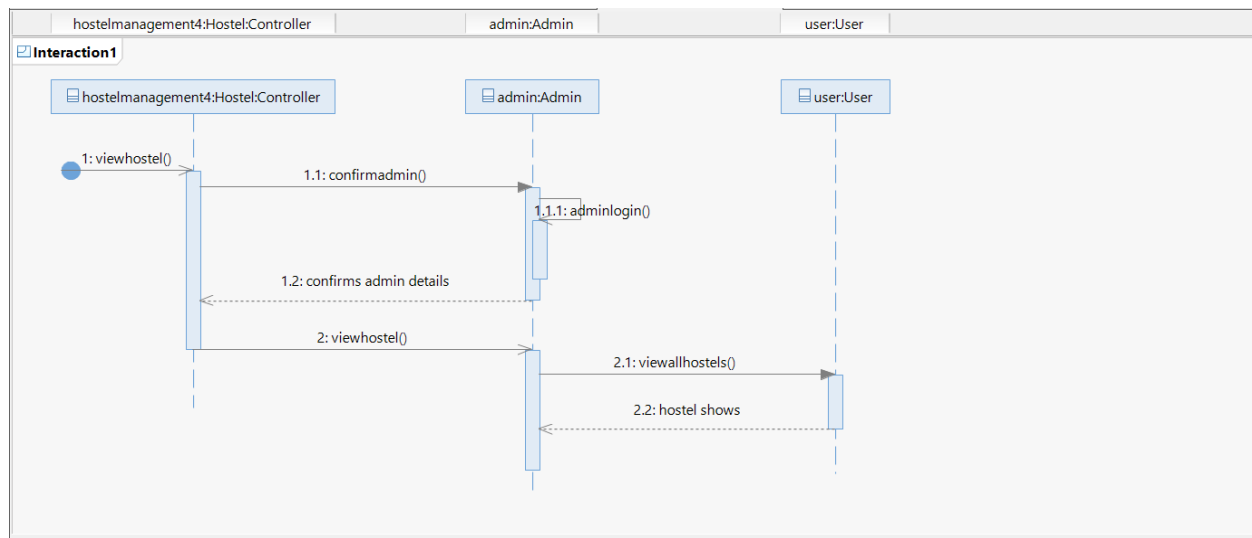 hostelmanagement4:Hostel:Controller
admin:Admin
user:User
Interaction1
hostelmanagement4:Hostel:Controller
admin:Admin
user:User
1: viewhostel()
1.1: confirmadmin()
1.1.1: adminlogin()
1.2: confirms admin details
2: viewhostel()
2.1: viewallhostels()
2.2: hostel shows